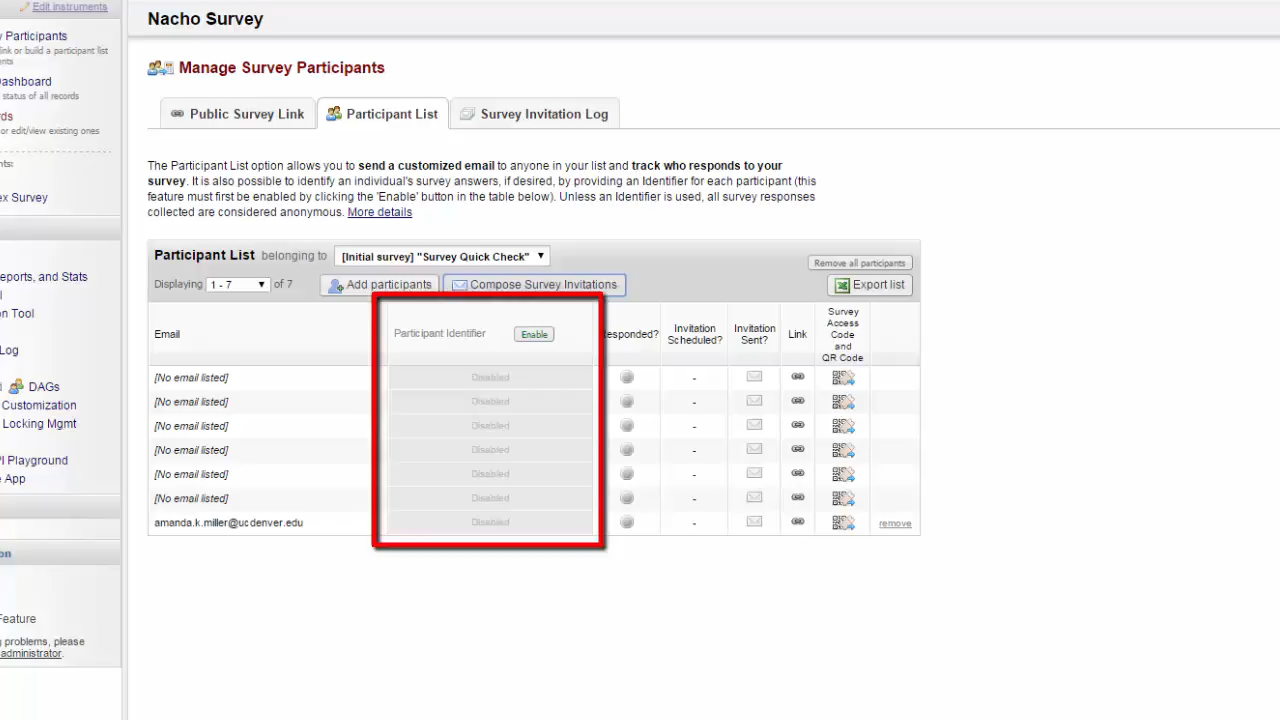 Edit instruments
Participants
link or build a participant list
Dashboard
status of all records
or edit/view existing ones
Survey
and Stats
Tool
Log
DAGs
Customization
Locking Mgmt
Playground
App
Feature
problems, please
administrator.
Nacho Survey
Manage Survey Participants
Public Survey Link
Participant List
Survey Invitation Log
The Participant List option allows you to send a customized email to anyone in your list and track who responds to your
survey. It is also possible to identify an individual's survey answers, if desired, by providing an Identifier for each participant (this
feature must first be enabled by clicking the 'Enable' button in the table below). Unless an Identifier is used, all survey responses
collected are considered anonymous. More details
Participant List belonging to [Initial survey] "Survey Quick Check"
Remove all participants
Displaying 1 - 7 of 7 Add participants Compose Survey Invitations Export list
Email Participant Identifier Enable Responded? Invitation Scheduled? Invitation Sent? Link Survey Access Code and QR Code
[No email listed] Disabled -
[No email listed] Disabled -
[No email listed] Disabled -
[No email listed] Disabled -
[No email listed] Disabled -
[No email listed] Disabled -
amanda.k.miller@ucdenver.edu Disabled - remove